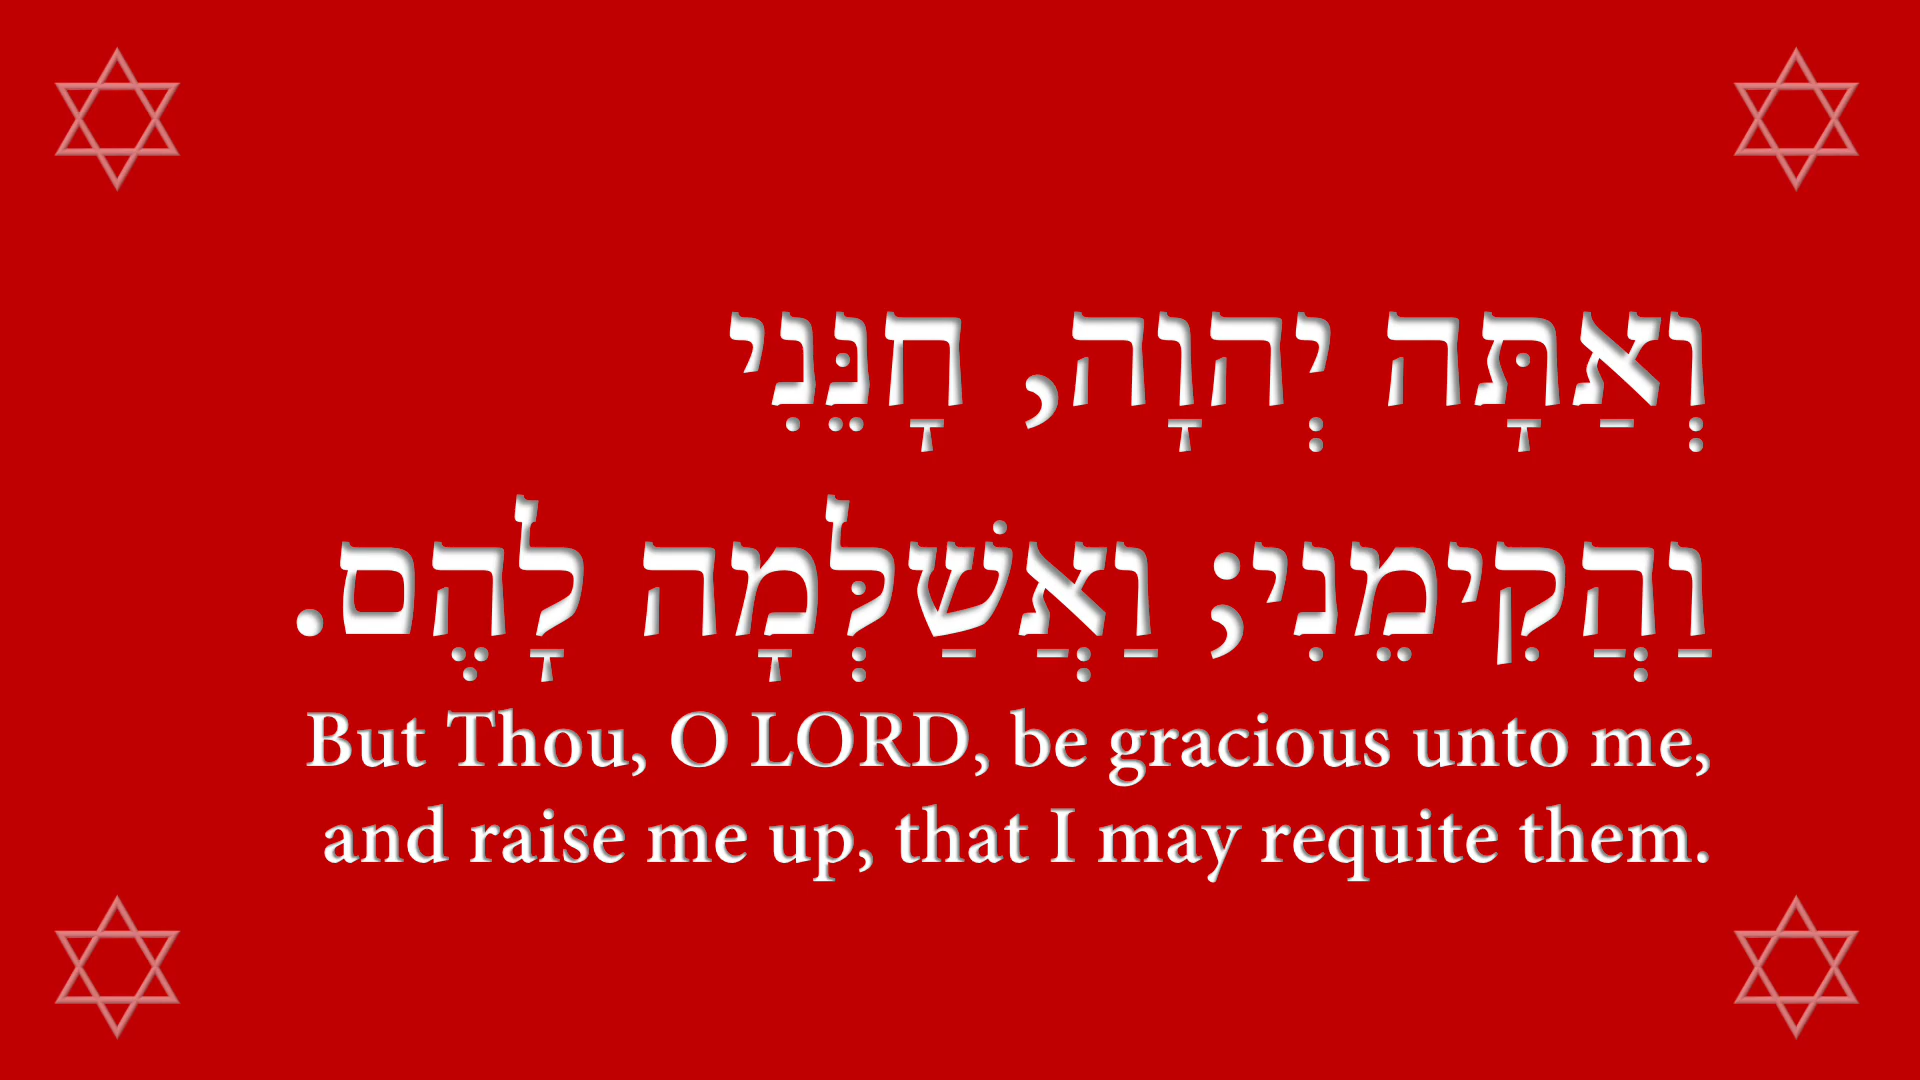 וְאַתָּה יְהוָה, חָנֵּנִי
וַהֲקִימֵנִי; וַאֲשַׁלְּמָה לָהֶם.
But Thou, O LORD, be gracious unto me,
and raise me up, that I may requite them.